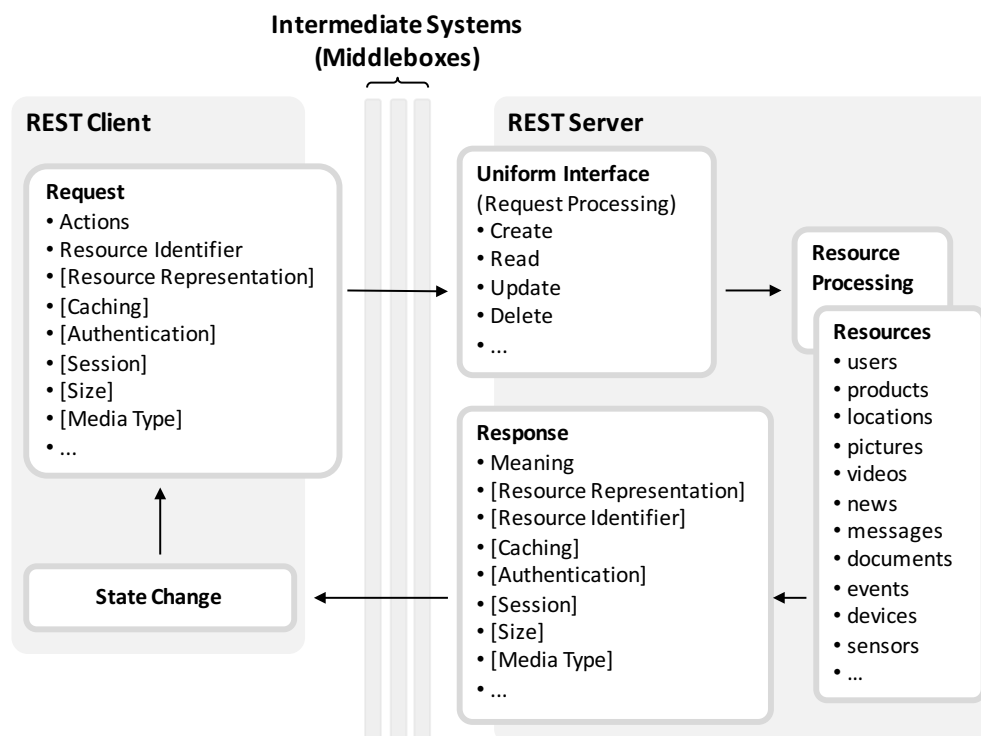 Intermediate Systems
(Middleboxes)
REST Client
Request
• Actions
• Resource Identifier
• [Resource Representation]
• [Caching]
• [Authentication]
• [Session]
• [Size]
• [Media Type]
• ...
State Change
REST Server
Uniform Interface
(Request Processing)
• Create
• Read
• Update
• Delete
• ...
Resource
Processing
Resources
• users
• products
• locations
• pictures
• videos
• news
• messages
• documents
• events
• devices
• sensors
• ...
Response
• Meaning
• [Resource Representation]
• [Resource Identifier]
• [Caching]
• [Authentication]
• [Session]
• [Size]
• [Media Type]
• ...